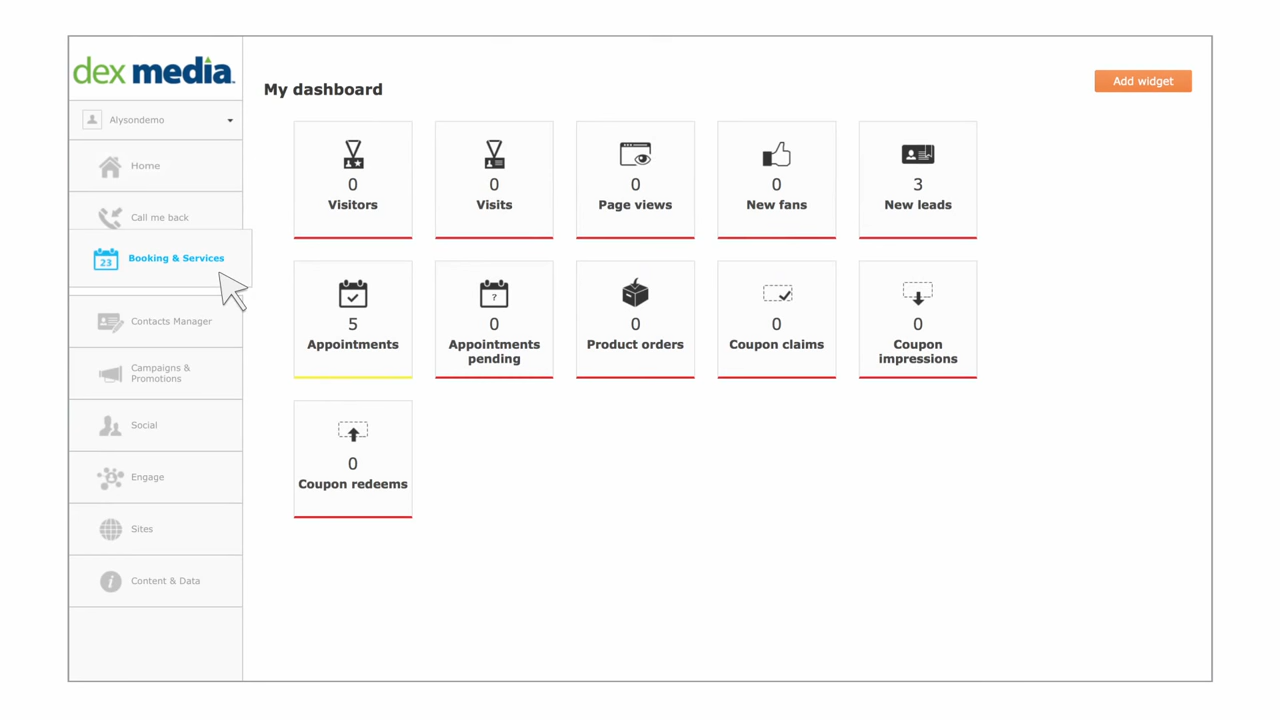 dex media
Alysondemo
Home
Call me back
23
Booking & Services
Contacts Manager
Campaigns &
Promotions
Social
Engage
Sites
Content & Data
My dashboard
Add widget
0
Visitors
0
Visits
0
Page views
0
New fans
3
New leads
5
Appointments
?
0
Appointments
pending
0
Product orders
0
Coupon claims
0
Coupon
impressions
0
Coupon redeems